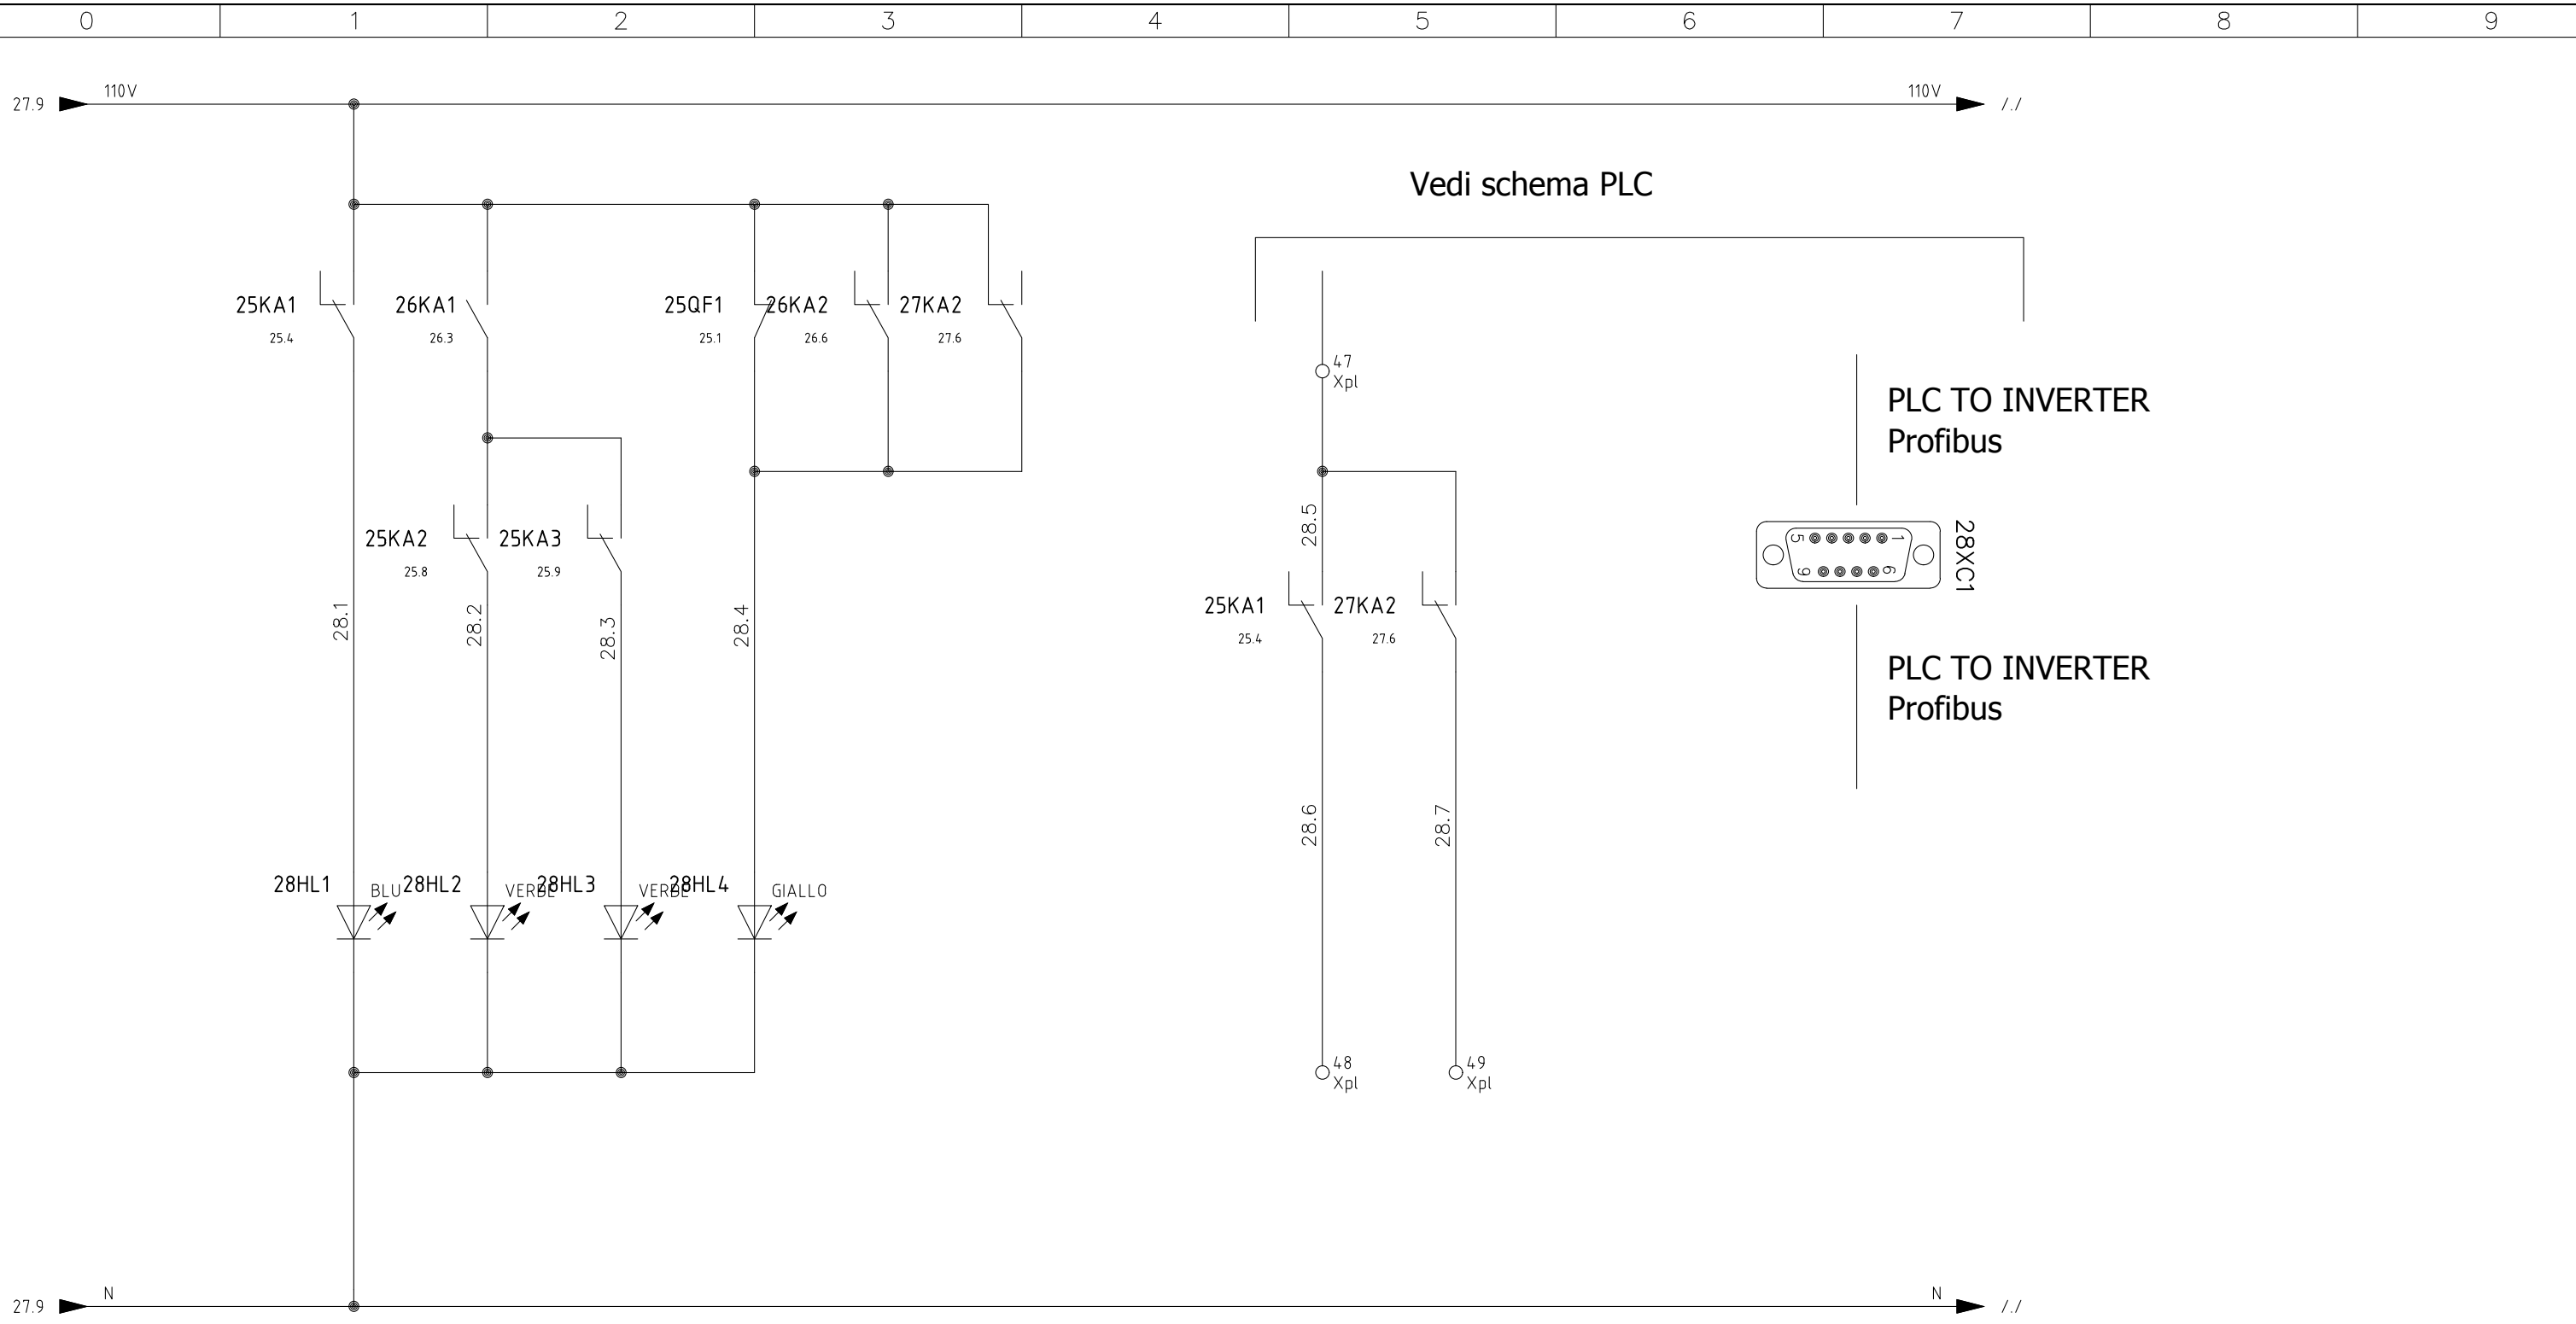 0 1 2 3 4 5 6 7 8 9
27.9 110V 110V /./
Vedi schema PLC
25KA1 26KA1 25QF1 26KA2 27KA2
25.4 26.3 25.1 26.6 27.6
47
Xpl
PLC TO INVERTER
Profibus
28.5
25KA2 25KA3
25.8 25.9
5 1
9 6
28XC1
28.1 28.2 28.3 28.4
25KA1 27KA2
25.4 27.6
PLC TO INVERTER
Profibus
28.6 28.7
28HL1 BLU 28HL2 VERDE 28HL3 VERDE 28HL4 GIALLO
48 49
Xpl Xpl
27.9 N N /./